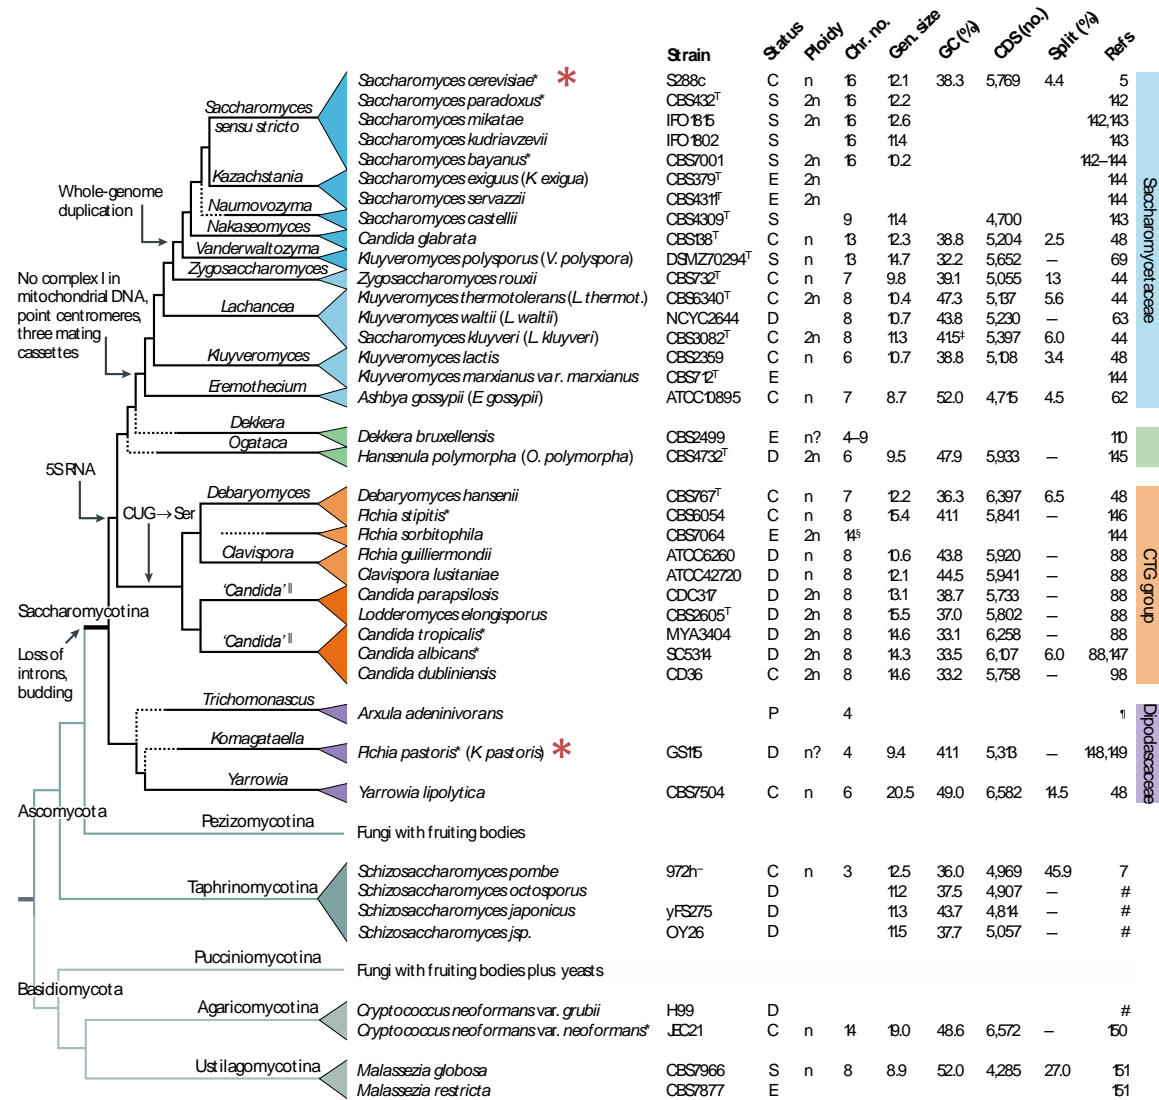 Strain Status Ploidy Chr. no. Gen. size GC (%) CDS (no.) Split (%) Refs
Saccharomyces cerevisiae* * S288c C n 16 12.1 38.3 5,769 4.4 5
Saccharomyces paradoxus* CBS432T S 2n 16 12.2 142
Saccharomyces sensu stricto
Saccharomyces mikatae IFO1815 S 2n 16 12.6 142,143
Saccharomyces kudriavzevii IFO1802 S 16 11.4 143
Saccharomyces bayanus* CBS7001 S 2n 16 10.2 142–144
Kazachstania Saccharomyces exiguus (K exigua) CBS379T E 2n 144
Whole-genome duplication
Saccharomyces servazzii CBS4311T E 2n 144
Naumovozyma Saccharomyces castellii CBS4309T S 9 11.4 4,700 143
Nakaseomyces Candida glabrata CBS138T C n 13 12.3 38.8 5,204 2.5 48
Vanderwaltozyma Kluyveromyces polysporus (V. polyspora) DSMZ70294T S n 13 14.7 32.2 5,652 – 69
Zygosaccharomyces Zygosaccharomyces rouxii CBS732T C n 7 9.8 39.1 5,055 13 44
No complex I in mitochondrial DNA, point centromeres, three mating cassettes
Kluyveromyces thermotolerans (L. thermot.) CBS6340T C 2n 8 10.4 47.3 5,137 5.6 44
Lachancea Kluyveromyces waltii (L. waltii) NCYC2644 D 8 10.7 43.8 5,230 – 63
Saccharomyces kluyveri (L. kluyveri) CBS3082T C 2n 8 11.3 41.5‡ 5,397 6.0 44
Kluyveromyces Kluyveromyces lactis CBS2359 C n 6 10.7 38.8 5,108 3.4 48
Kluyveromyces marxianus var. marxianus CBS712T E 144
Eremothecium Ashbya gossypii (E gossypii) ATCC10895 C n 7 8.7 52.0 4,715 4.5 62
Saccharomycetaceae
Dekkera Dekkera bruxellensis CBS2499 E n? 4–9 110
Ogataca Hansenula polymorpha (O. polymorpha) CBS4732T D 2n 6 9.5 47.9 5,933 – 145
5S RNA
CUG→Ser
Debaryomyces Debaryomyces hansenii CBS767T C n 7 12.2 36.3 6,397 6.5 48
Pichia stipitis* CBS6054 C n 8 15.4 41.1 5,841 – 146
Pichia sorbitophila CBS7064 E 2n 14§ 144
Clavispora Pichia guilliermondii ATCC6260 D n 8 10.6 43.8 5,920 – 88
Clavispora lusitaniae ATCC42720 D n 8 12.1 44.5 5,941 – 88
'Candida'‖ Candida parapsilosis CDC317 D 2n 8 13.1 38.7 5,733 – 88
Saccharomycotina
Lodderomyces elongisporus CBS2605T D 2n 8 15.5 37.0 5,802 – 88
Candida tropicalis* MYA3404 D 2n 8 14.6 33.1 6,258 – 88
'Candida'‖ Candida albicans* SC5314 D 2n 8 14.3 33.5 6,107 6.0 88,147
Candida dubliniensis CD36 C 2n 8 14.6 33.2 5,758 – 98
CTG group
Loss of introns, budding
Trichomonascus Arxula adeninivorans P 4 ¶
Komagataella Pichia pastoris* (K pastoris) * GS115 D n? 4 9.4 41.1 5,313 – 148,149
Yarrowia Yarrowia lipolytica CBS7504 C n 6 20.5 49.0 6,582 14.5 48
Dipodascaceae
Ascomycota
Pezizomycotina Fungi with fruiting bodies
Schizosaccharomyces pombe 972h– C n 3 12.5 36.0 4,969 45.9 7
Taphrinomycotina Schizosaccharomyces octosporus D 11.2 37.5 4,907 – #
Schizosaccharomyces japonicus yFS275 D 11.3 43.7 4,814 – #
Schizosaccharomyces jsp. OY26 D 11.5 37.7 5,057 – #
Pucciniomycotina Fungi with fruiting bodies plus yeasts
Basidiomycota
Agaricomycotina Cryptococcus neoformans var. grubii H99 D #
Cryptococcus neoformans var. neoformans* JEC21 C n 14 19.0 48.6 6,572 – 150
Ustilagomycotina Malassezia globosa CBS7966 S n 8 8.9 52.0 4,285 27.0 151
Malassezia restricta CBS7877 E 151